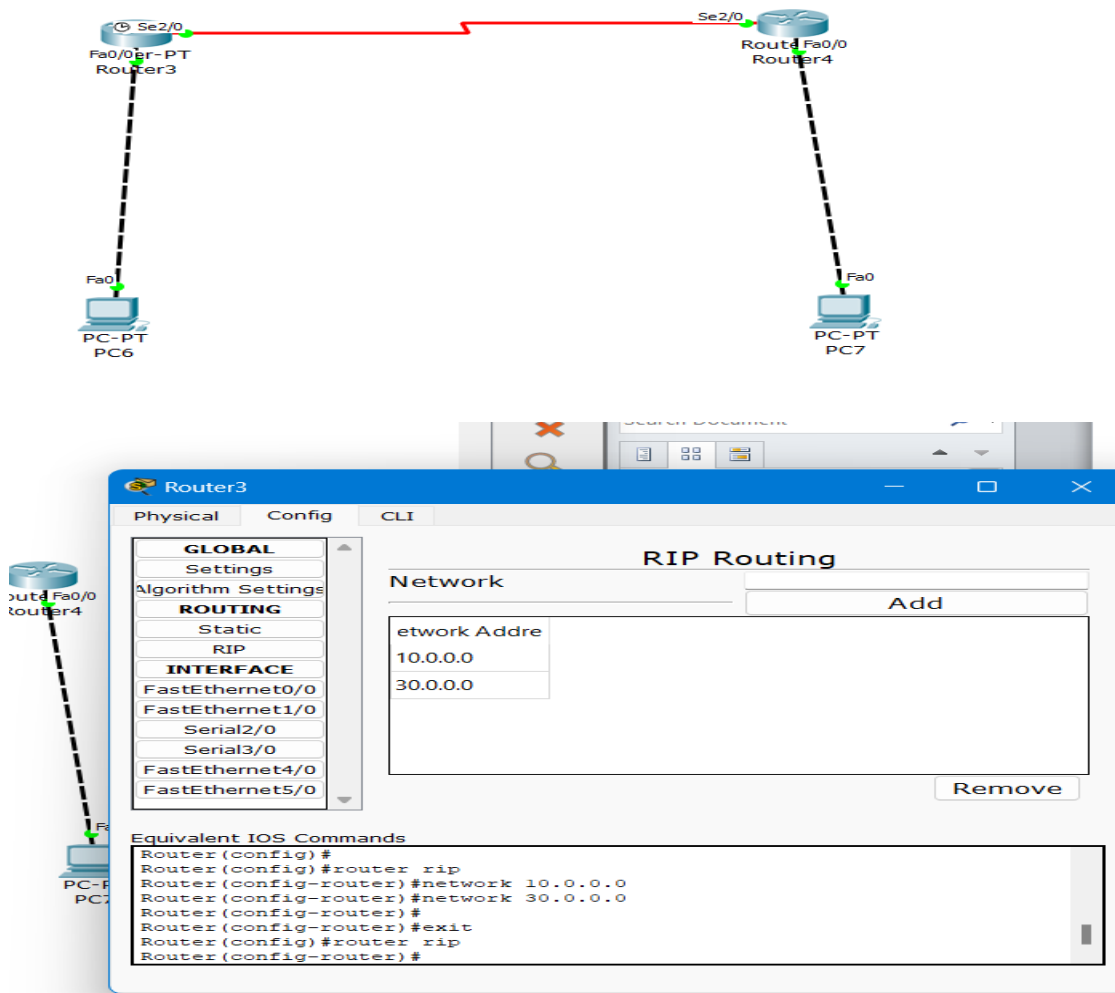 Se2/0
Se2/0
Fa0/0er-PT
Router3
Route Fa0/0
Router4
Fa0
Fa0
PC-PT
PC6
PC-PT
PC7
Router3
Physical Config CLI
GLOBAL
Settings
Algorithm Settings
ROUTING
Static
RIP
INTERFACE
FastEthernet0/0
FastEthernet1/0
Serial2/0
Serial3/0
FastEthernet4/0
FastEthernet5/0
RIP Routing
Network
Add
etwork Addre
10.0.0.0
30.0.0.0
Remove
oute Fa0/0
Router4
Fa
PC-P
PC7
Equivalent IOS Commands
Router(config)#
Router(config)#router rip
Router(config-router)#network 10.0.0.0
Router(config-router)#network 30.0.0.0
Router(config-router)#
Router(config-router)#exit
Router(config)#router rip
Router(config-router)#